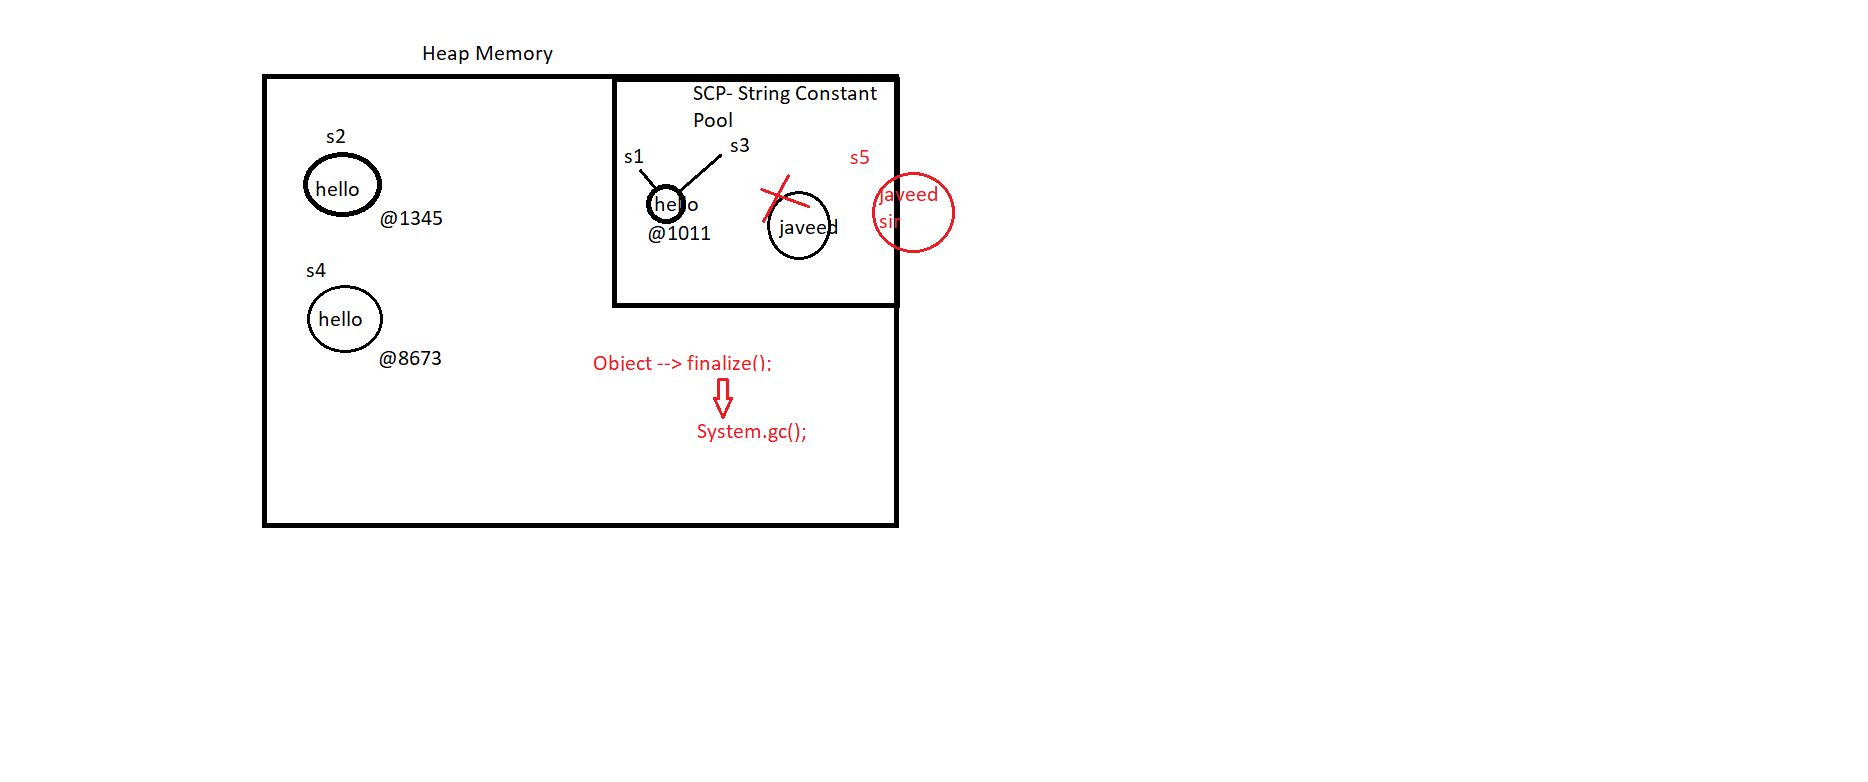 Heap Memory
SCP- String Constant
Pool
s2
s1
s3
s5
hello
hello
javeed
sir
@1345
@1011
javeed
s4
hello
@8673
Object --> finalize();
System.gc();